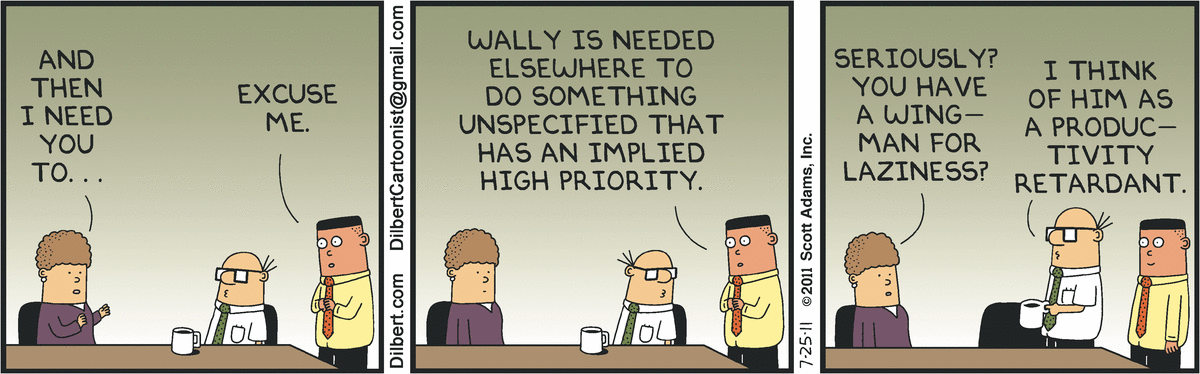 AND
THEN
I NEED
YOU
TO...
EXCUSE
ME.
Dilbert.com DilbertCartoonist@gmail.com
WALLY IS NEEDED
ELSEWHERE TO
DO SOMETHING
UNSPECIFIED THAT
HAS AN IMPLIED
HIGH PRIORITY.
7-25-11 © 2011 Scott Adams, Inc.
SERIOUSLY?
YOU HAVE
A WING-
MAN FOR
LAZINESS?
I THINK
OF HIM AS
A PRODUC-
TIVITY
RETARDANT.